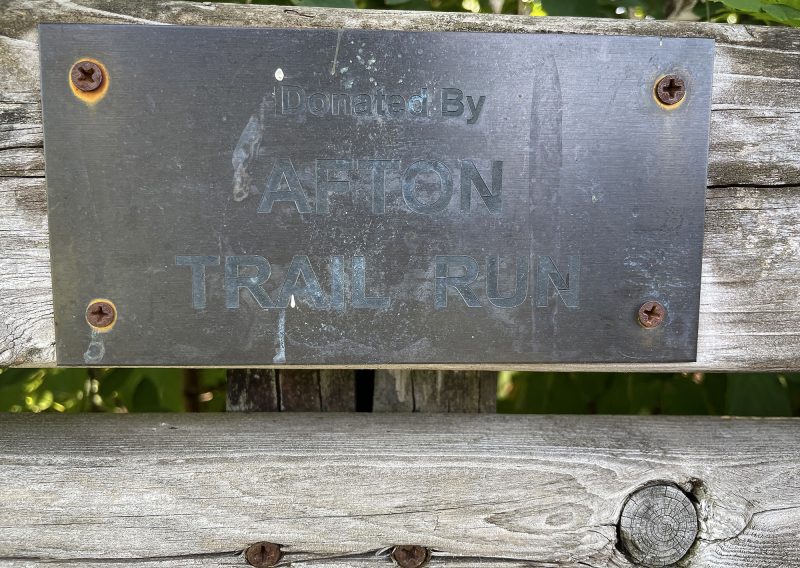 Donated By
AFTON
TRAIL RUN